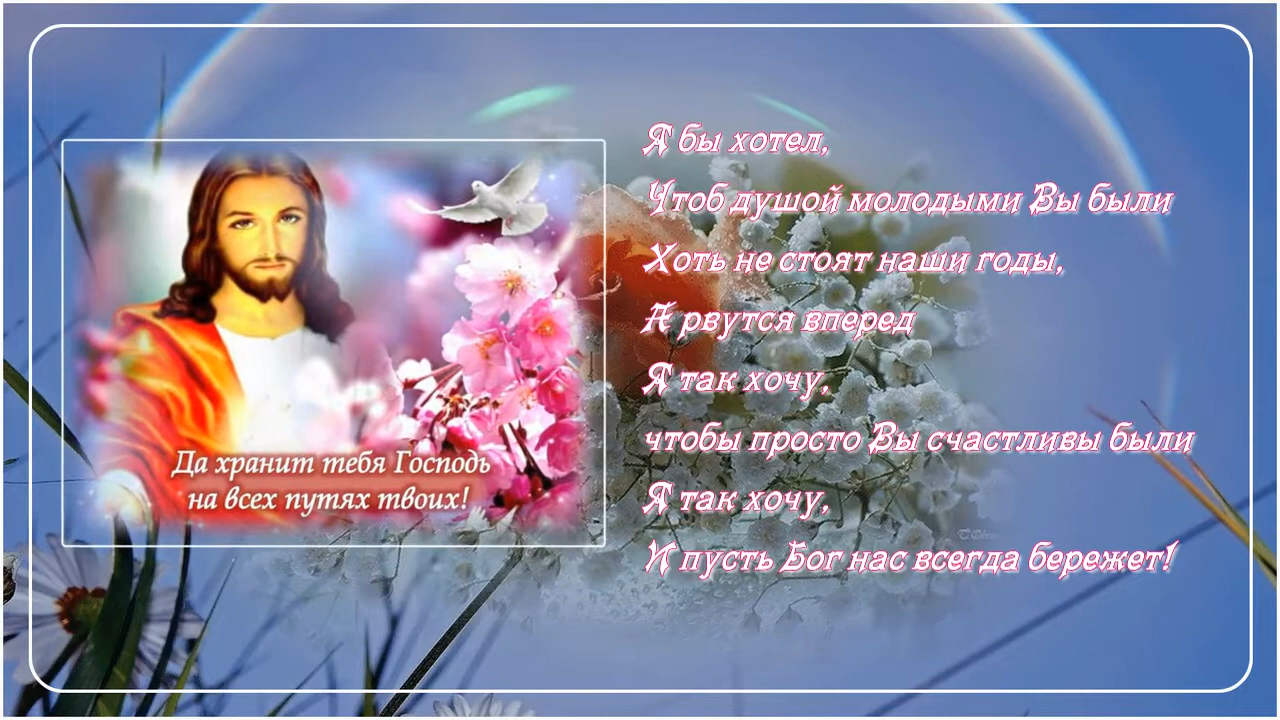 Да хранит тебя Господь
на всех путях твоих!
Я бы хотел,
Чтоб душой молодыми Вы были
Хоть не стоят наши годы,
А рвутся вперед
Я так хочу,
чтобы просто Вы счастливы были
Я так хочу,
И пусть Бог нас всегда бережет!